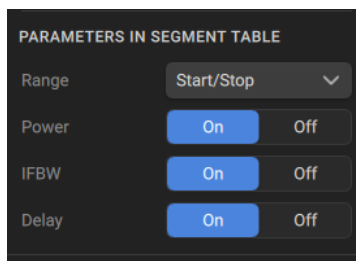 PARAMETERS IN SEGMENT TABLE
Range Start/Stop
Power On Off
IFBW On Off
Delay On Off